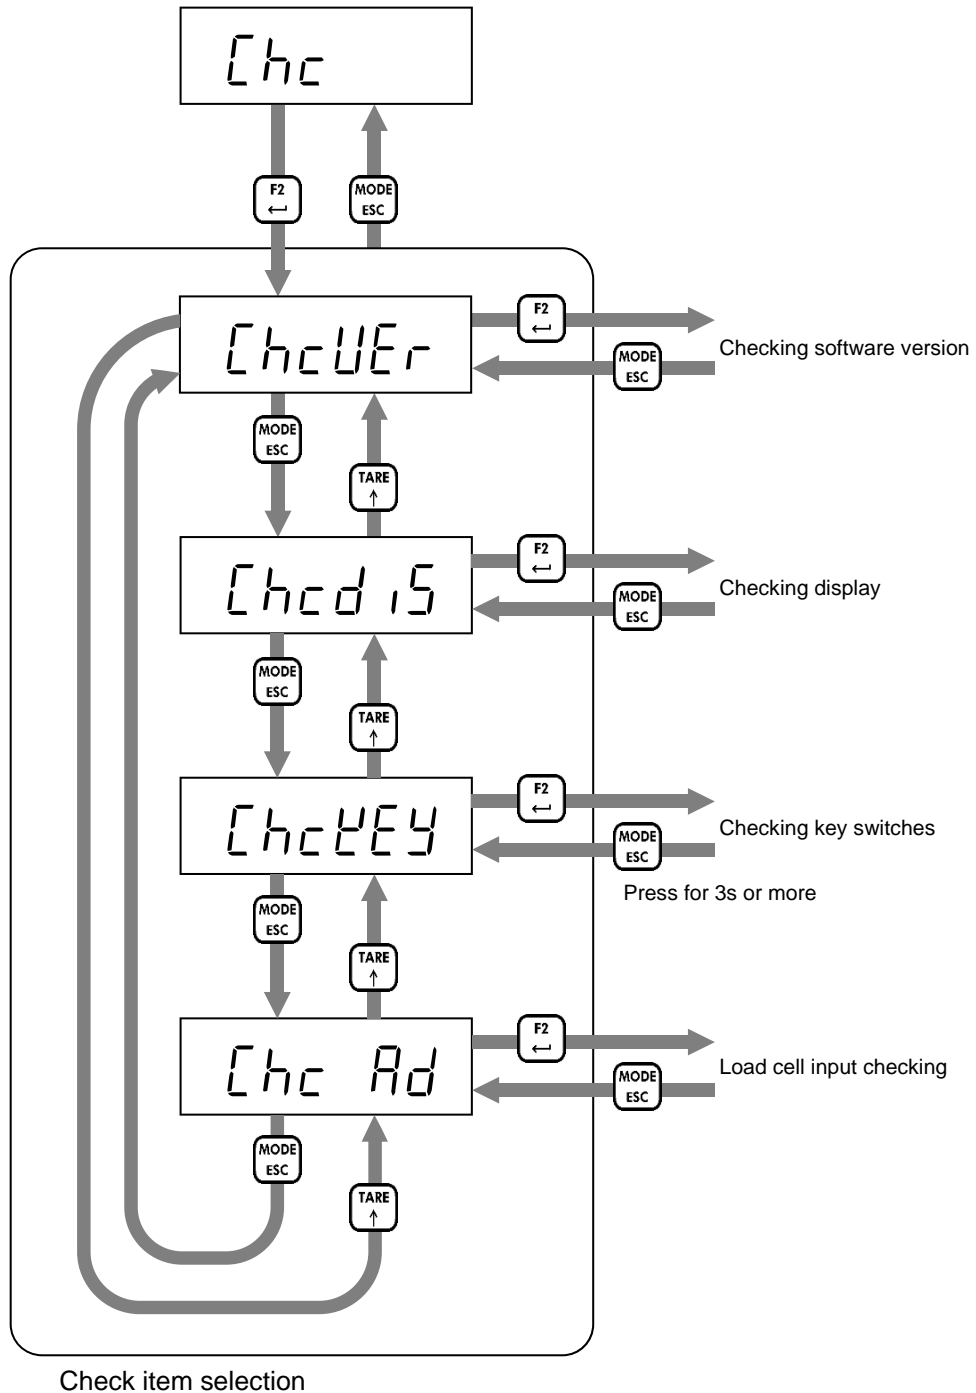 Chc
F2
MODE
ESC
ChcVEr
F2
MODE
ESC
Checking software version
MODE
ESC
TARE
ChcdiS
F2
MODE
ESC
Checking display
MODE
ESC
TARE
ChcKEY
F2
MODE
ESC
Checking key switches
Press for 3s or more
MODE
ESC
TARE
Chc Ad
F2
MODE
ESC
Load cell input checking
MODE
ESC
TARE
Check item selection